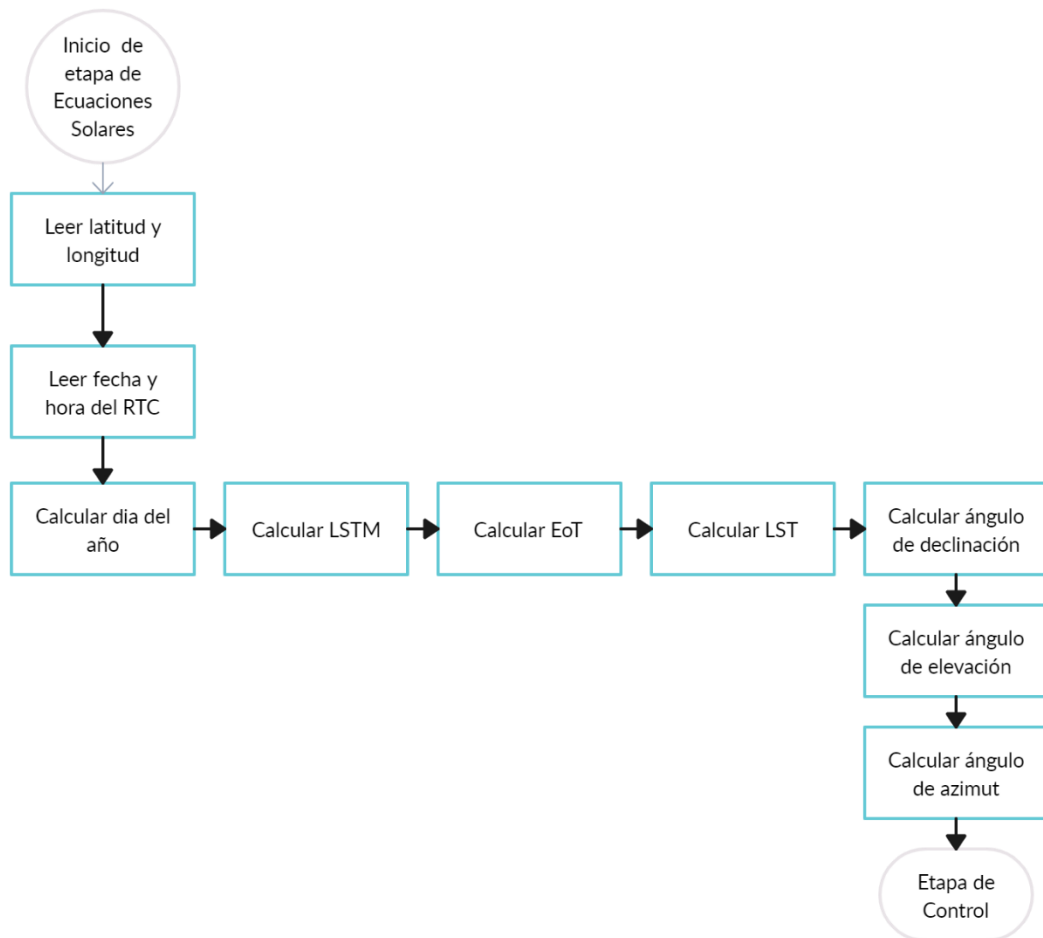 Inicio de
etapa de
Ecuaciones
Solares
Leer latitud y
longitud
Leer fecha y
hora del RTC
Calcular dia del
año
Calcular LSTM
Calcular EoT
Calcular LST
Calcular ángulo
de declinación
Calcular ángulo
de elevación
Calcular ángulo
de azimut
Etapa de
Control